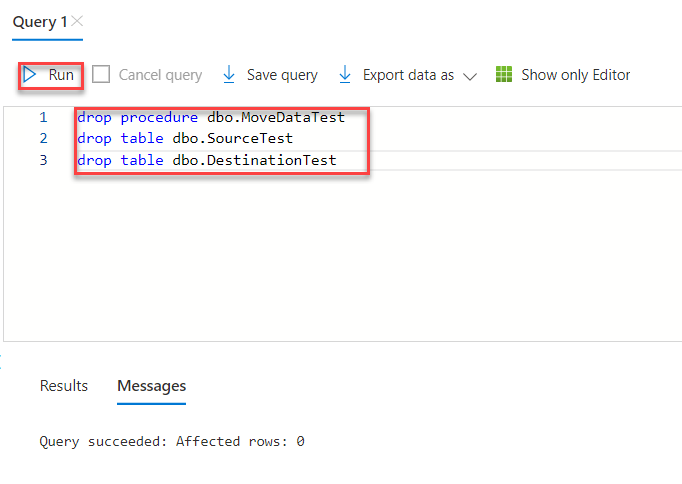 Query 1
Run Cancel query Save query Export data as Show only Editor
1 drop procedure dbo.MoveDataTest
2 drop table dbo.SourceTest
3 drop table dbo.DestinationTest
Results Messages
Query succeeded: Affected rows: 0